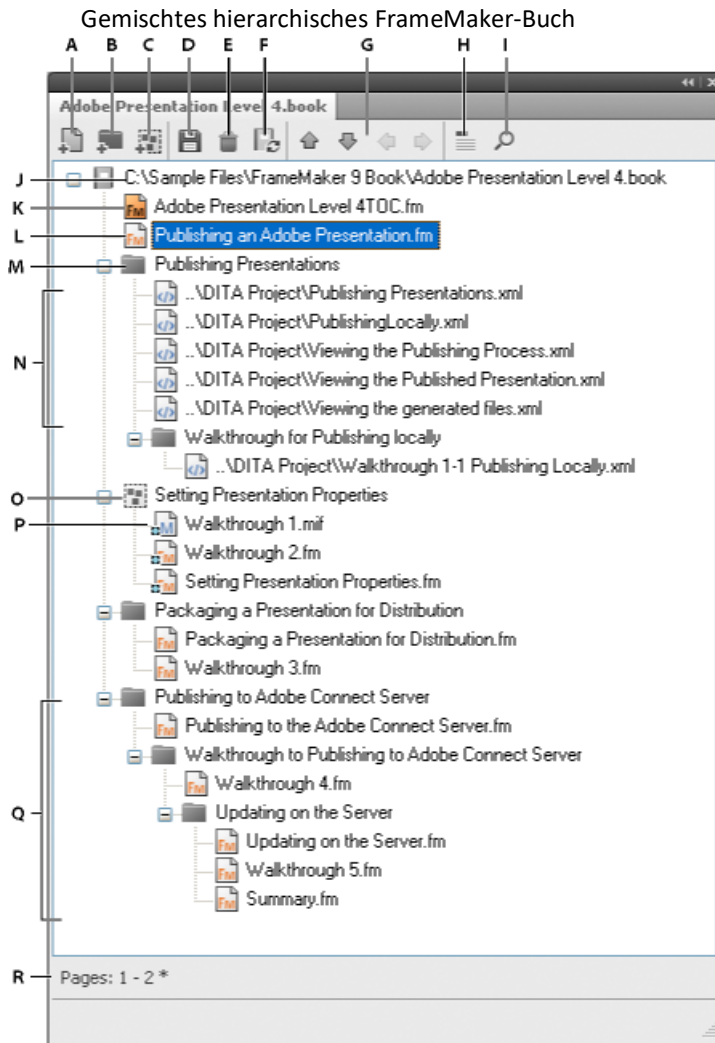 Gemischtes hierarchisches FrameMaker-Buch
A B C D E F G H I
Adobe Presentation Level 4.book
J C:\Sample Files\FrameMaker 9 Book\Adobe Presentation Level 4.book
K Adobe Presentation Level 4TOC.fm
L Publishing an Adobe Presentation.fm
M Publishing Presentations
..\DITA Project\Publishing Presentations.xml
..\DITA Project\PublishingLocally.xml
N ..\DITA Project\Viewing the Publishing Process.xml
..\DITA Project\Viewing the Published Presentation.xml
..\DITA Project\Viewing the generated files.xml
Walkthrough for Publishing locally
..\DITA Project\Walkthrough 1-1 Publishing Locally.xml
O Setting Presentation Properties
P Walkthrough 1.mif
Walkthrough 2.fm
Setting Presentation Properties.fm
Packaging a Presentation for Distribution
Packaging a Presentation for Distribution.fm
Walkthrough 3.fm
Publishing to Adobe Connect Server
Publishing to the Adobe Connect Server.fm
Walkthrough to Publishing to Adobe Connect Server
Walkthrough 4.fm
Q Updating on the Server
Updating on the Server.fm
Walkthrough 5.fm
Summary.fm
R Pages: 1 - 2 *